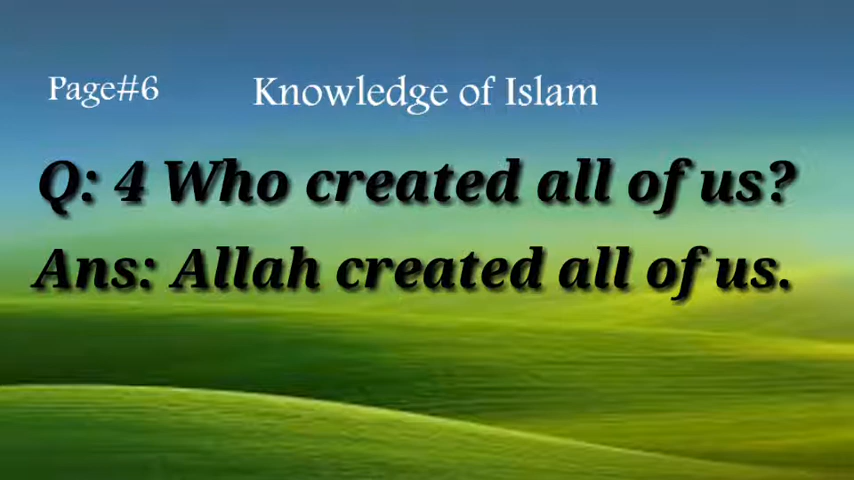 Page#6 Knowledge of Islam
Q: 4 Who created all of us?
Ans: Allah created all of us.